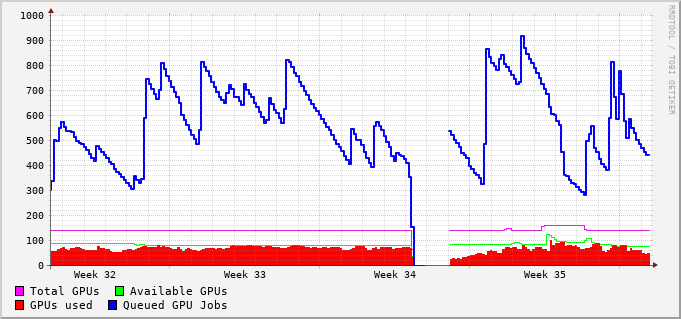 1000
900
800
700
600
500
400
300
200
100
0
Week 32 Week 33 Week 34 Week 35
Total GPUs Available GPUs
GPUs used Queued GPU Jobs
RRDTOOL / TOBI OETIKER